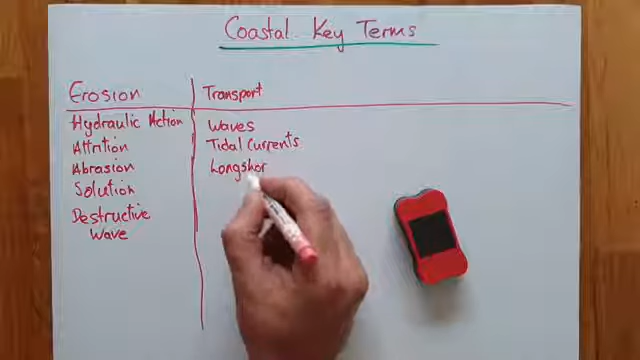 Coastal Key Terms
Erosion
Transport
Hydraulic Action
Waves
Attrition
Tidal Currents
Abrasion
Longshor
Solution
Destructive
Wave